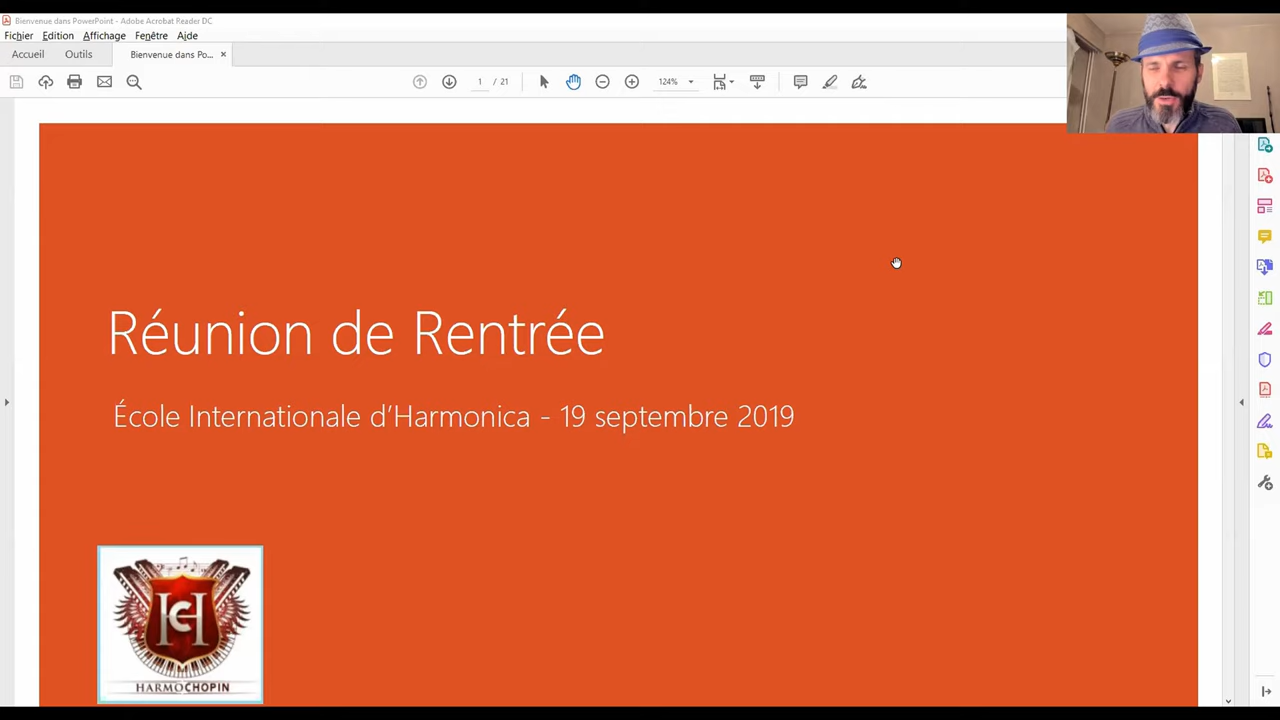 Bienvenue dans PowerPoint - Adobe Acrobat Reader DC
Fichier Edition Affichage Fenêtre Aide
Accueil Outils Bienvenue dans Po... ×
1 / 21 124%
Réunion de Rentrée
École Internationale d'Harmonica - 19 septembre 2019
HC
HARMOCHOPIN